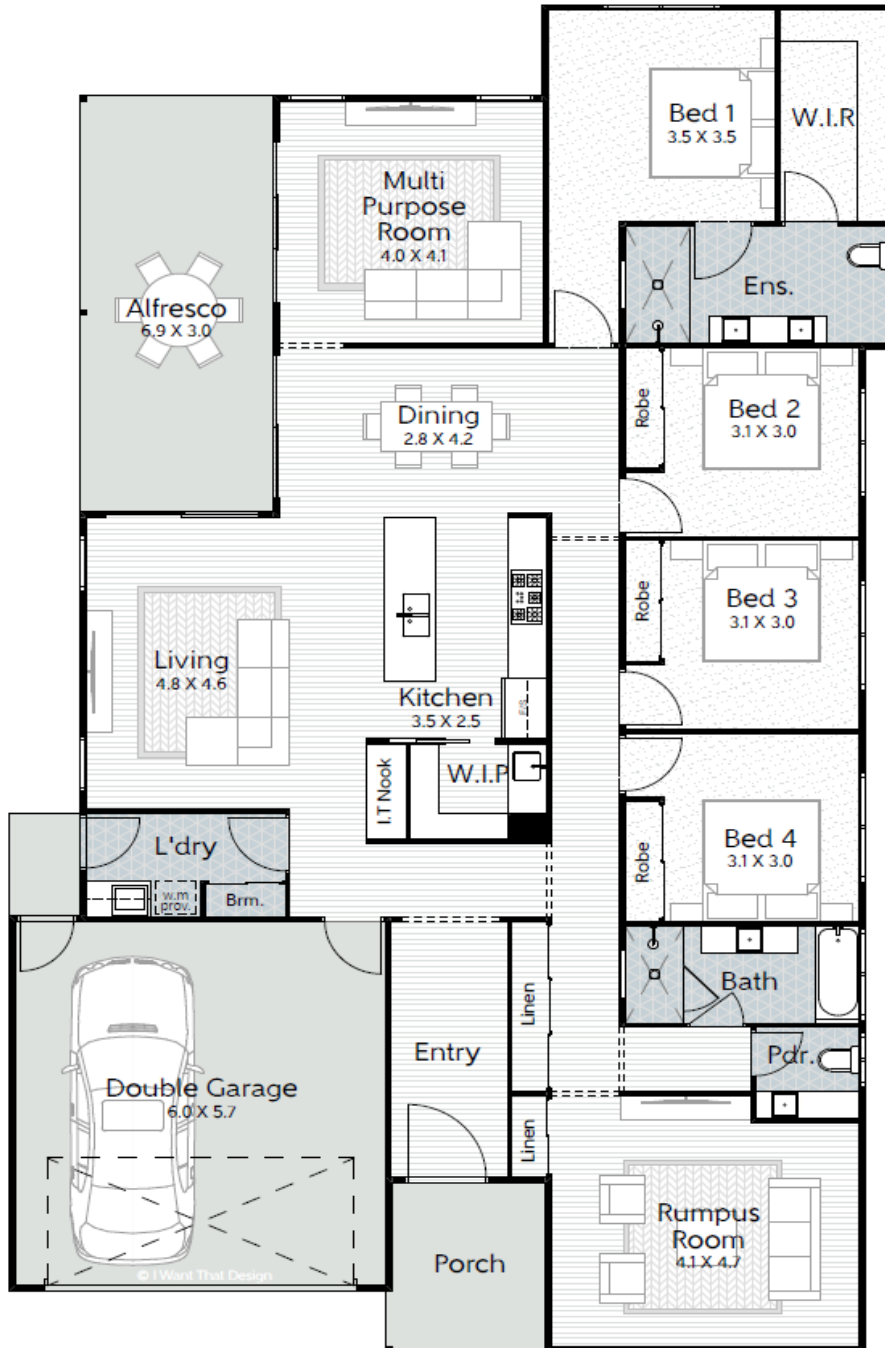 Bed 1
3.5 X 3.5
W.I.R
Multi
Purpose
Room
4.0 X 4.1
Alfresco
6.9 X 3.0
Ens.
Dining
2.8 X 4.2
Robe
Bed 2
3.1 X 3.0
Robe
Bed 3
3.1 X 3.0
Living
4.8 X 4.6
Kitchen
3.5 X 2.5
F/S
I.T Nook
W.I.P
L'dry
w.m
prov.
Brm.
Robe
Bed 4
3.1 X 3.0
Bath
Linen
Entry
Pdr.
Double Garage
6.0 X 5.7
Linen
Rumpus
Room
4.1 X 4.7
Porch
© I Want That Design